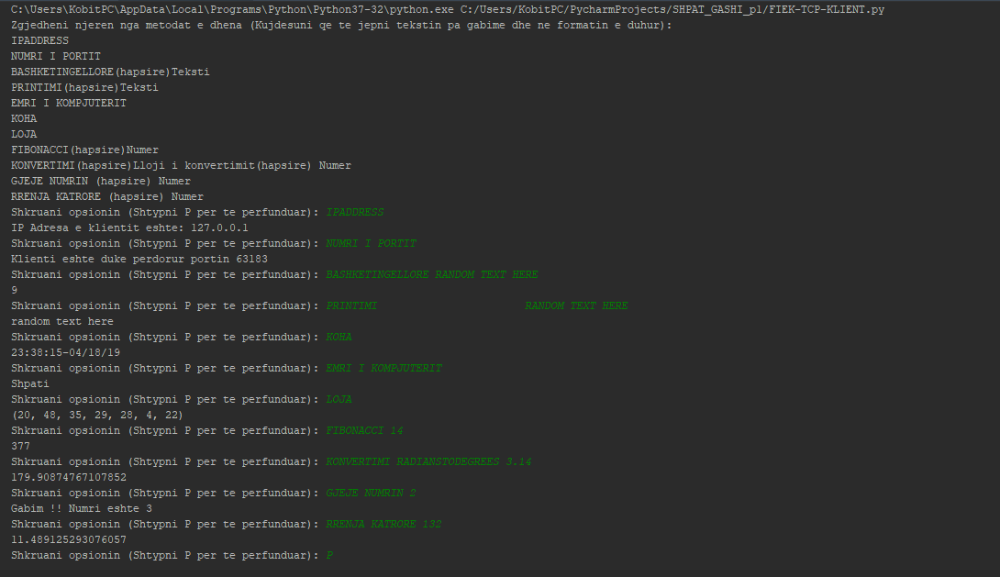 C:\Users\KobitPC\AppData\Local\Programs\Python\Python37-32\python.exe C:/Users/KobitPC/PycharmProjects/SHPAT_GASHI_p1/FIEK-TCP-KLIENT.py
Zgjedheni njeren nga metodat e dhena (Kujdesuni qe te jepni tekstin pa gabime dhe ne formatin e duhur):
IPADDRESS
NUMRI I PORTIT
BASHKETINGELLORE(hapsire)Teksti
PRINTIMI(hapsire)Teksti
EMRI I KOMPJUTERIT
KOHA
LOJA
FIBONACCI(hapsire)Numer
KONVERTIMI(hapsire)Lloji i konvertimit(hapsire) Numer
GJEJE NUMRIN (hapsire) Numer
RRENJA KATRORE (hapsire) Numer
Shkruani opsionin (Shtypni P per te perfunduar): IPADDRESS
IP Adresa e klientit eshte: 127.0.0.1
Shkruani opsionin (Shtypni P per te perfunduar): NUMRI I PORTIT
Klienti eshte duke perdorur portin 63183
Shkruani opsionin (Shtypni P per te perfunduar): BASHKETINGELLORE RANDOM TEXT HERE
9
Shkruani opsionin (Shtypni P per te perfunduar): PRINTIMI                       RANDOM TEXT HERE
random text here
Shkruani opsionin (Shtypni P per te perfunduar): KOHA
23:38:15-04/18/19
Shkruani opsionin (Shtypni P per te perfunduar): EMRI I KOMPJUTERIT
Shpati
Shkruani opsionin (Shtypni P per te perfunduar): LOJA
(20, 48, 35, 29, 28, 4, 22)
Shkruani opsionin (Shtypni P per te perfunduar): FIBONACCI 14
377
Shkruani opsionin (Shtypni P per te perfunduar): KONVERTIMI RADIANSTODEGREES 3.14
179.90874767107852
Shkruani opsionin (Shtypni P per te perfunduar): GJEJE NUMRIN 2
Gabim !! Numri eshte 3
Shkruani opsionin (Shtypni P per te perfunduar): RRENJA KATRORE 132
11.489125293076057
Shkruani opsionin (Shtypni P per te perfunduar): P